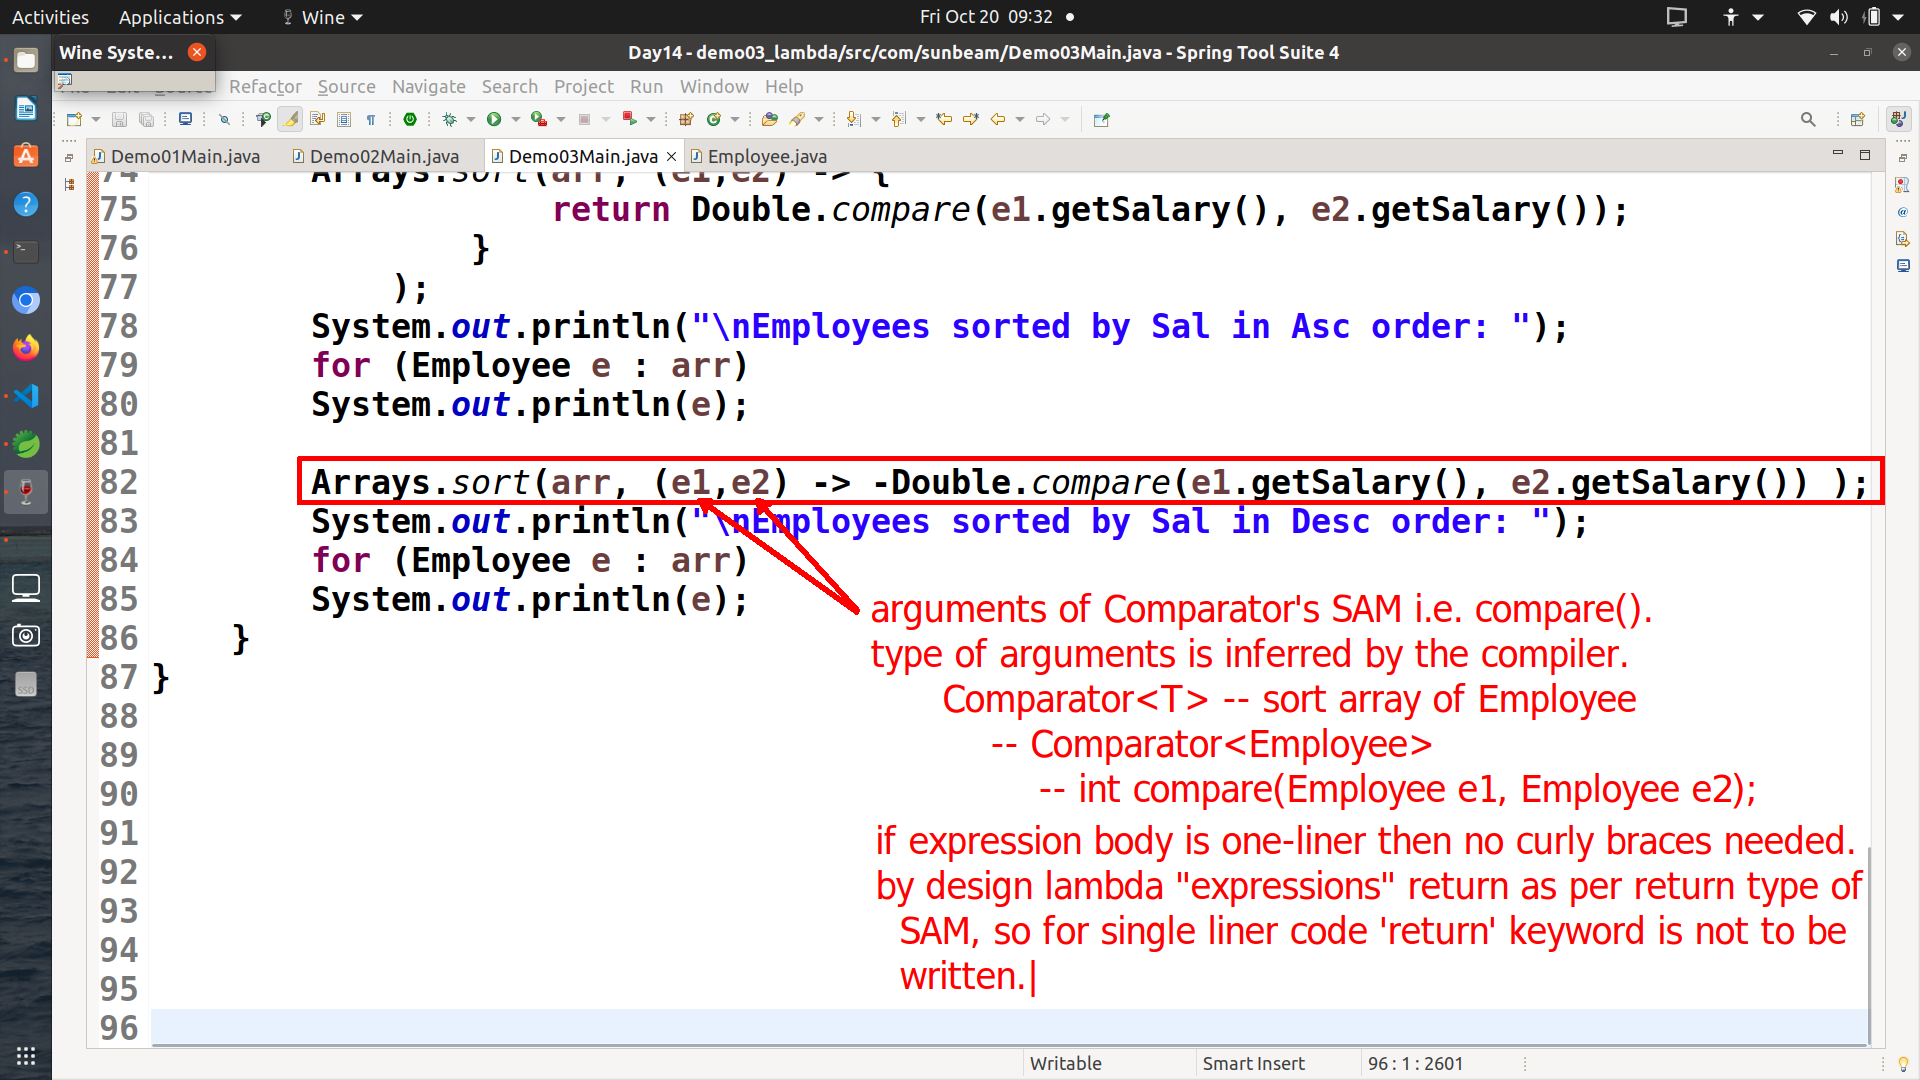 Activities Applications Wine Fri Oct 20 09:32
Wine Syste... Day14 - demo03_lambda/src/com/sunbeam/Demo03Main.java - Spring Tool Suite 4
Refactor Source Navigate Search Project Run Window Help
Demo01Main.java Demo02Main.java Demo03Main.java Employee.java
74 Arrays.sort(arr, (e1,e2) -> {
75 return Double.compare(e1.getSalary(), e2.getSalary());
76 }
77 );
78 System.out.println("\nEmployees sorted by Sal in Asc order: ");
79 for (Employee e : arr)
80 System.out.println(e);
81
82 Arrays.sort(arr, (e1,e2) -> -Double.compare(e1.getSalary(), e2.getSalary()) );
83 System.out.println("\nEmployees sorted by Sal in Desc order: ");
84 for (Employee e : arr)
85 System.out.println(e);
86 }
87 }
88
89
90
91
92
93
94
95
96
arguments of Comparator's SAM i.e. compare().
type of arguments is inferred by the compiler.
Comparator<T> -- sort array of Employee
-- Comparator<Employee>
-- int compare(Employee e1, Employee e2);
if expression body is one-liner then no curly braces needed.
by design lambda "expressions" return as per return type of
SAM, so for single liner code 'return' keyword is not to be
written.
SSD
Writable Smart Insert 96 : 1 : 2601